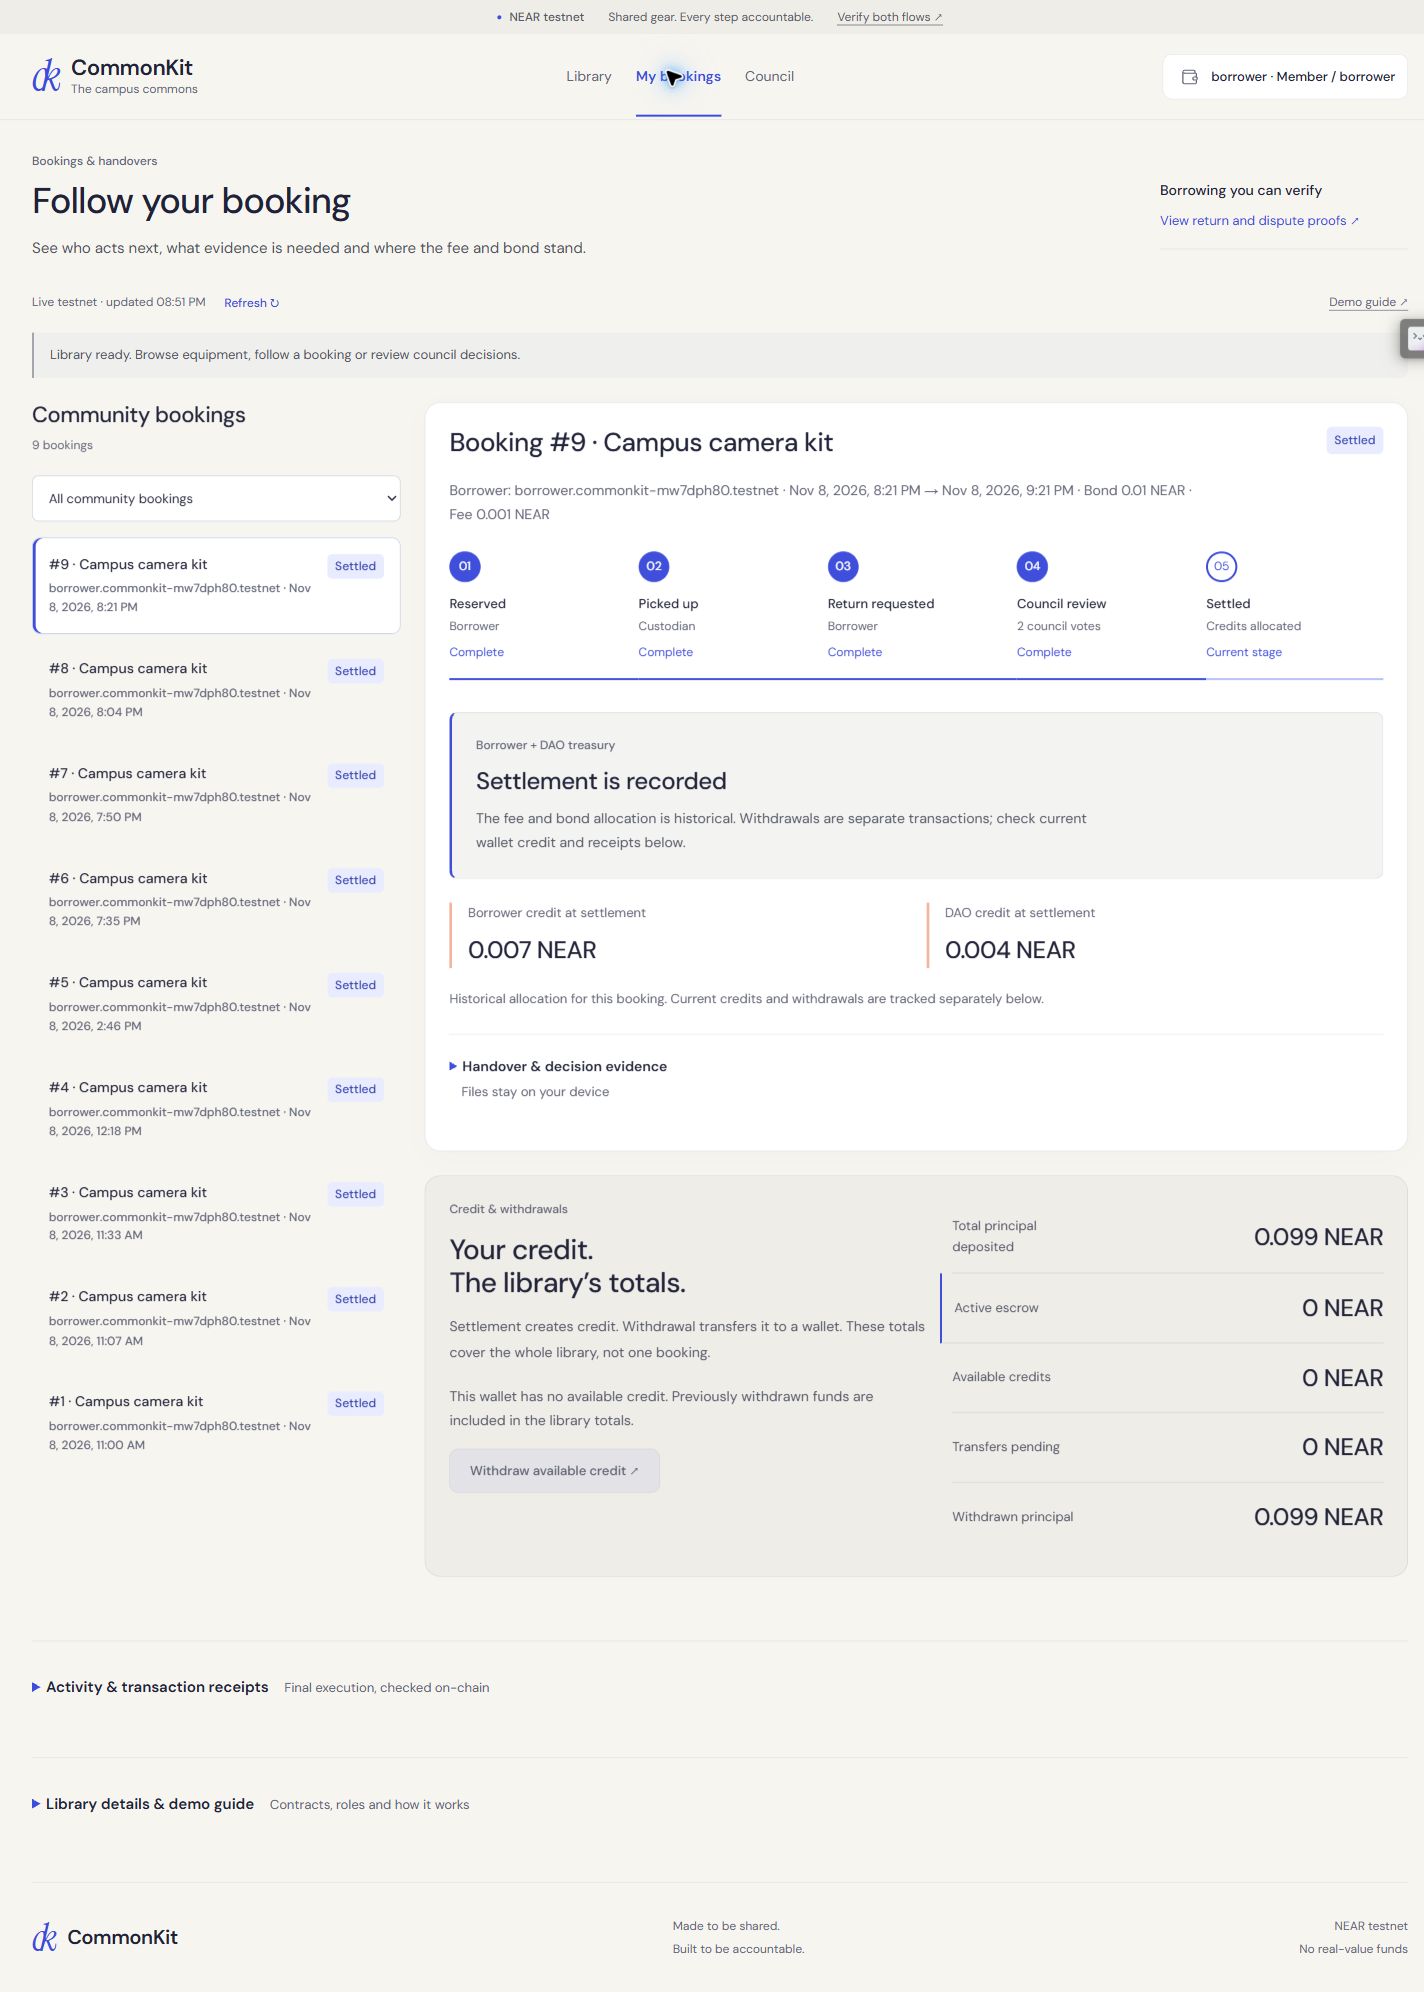 NEAR testnet Shared gear. Every step accountable. Verify both flows ↗
CommonKit
The campus commons
Library My bookings Council
borrower · Member / borrower
Bookings & handovers
Follow your booking
See who acts next, what evidence is needed and where the fee and bond stand.
Borrowing you can verify
View return and dispute proofs ↗
Live testnet · updated 08:51 PM Refresh ↻
Demo guide ↗
Library ready. Browse equipment, follow a booking or review council decisions.
Community bookings
9 bookings
All community bookings
#9 · Campus camera kit Settled
borrower.commonkit-mw7dph80.testnet · Nov
8, 2026, 8:21 PM
#8 · Campus camera kit Settled
borrower.commonkit-mw7dph80.testnet · Nov
8, 2026, 8:04 PM
#7 · Campus camera kit Settled
borrower.commonkit-mw7dph80.testnet · Nov
8, 2026, 7:50 PM
#6 · Campus camera kit Settled
borrower.commonkit-mw7dph80.testnet · Nov
8, 2026, 7:35 PM
#5 · Campus camera kit Settled
borrower.commonkit-mw7dph80.testnet · Nov
8, 2026, 2:46 PM
#4 · Campus camera kit Settled
borrower.commonkit-mw7dph80.testnet · Nov
8, 2026, 12:18 PM
#3 · Campus camera kit Settled
borrower.commonkit-mw7dph80.testnet · Nov
8, 2026, 11:33 AM
#2 · Campus camera kit Settled
borrower.commonkit-mw7dph80.testnet · Nov
8, 2026, 11:07 AM
#1 · Campus camera kit Settled
borrower.commonkit-mw7dph80.testnet · Nov
8, 2026, 11:00 AM
Booking #9 · Campus camera kit Settled
Borrower: borrower.commonkit-mw7dph80.testnet · Nov 8, 2026, 8:21 PM → Nov 8, 2026, 9:21 PM · Bond 0.01 NEAR ·
Fee 0.001 NEAR
01 02 03 04 05
Reserved Picked up Return requested Council review Settled
Borrower Custodian Borrower 2 council votes Credits allocated
Complete Complete Complete Complete Current stage
Borrower + DAO treasury
Settlement is recorded
The fee and bond allocation is historical. Withdrawals are separate transactions; check current
wallet credit and receipts below.
Borrower credit at settlement DAO credit at settlement
0.007 NEAR 0.004 NEAR
Historical allocation for this booking. Current credits and withdrawals are tracked separately below.
Handover & decision evidence
Files stay on your device
Credit & withdrawals
Your credit.
The library's totals.
Settlement creates credit. Withdrawal transfers it to a wallet. These totals
cover the whole library, not one booking.
This wallet has no available credit. Previously withdrawn funds are
included in the library totals.
Withdraw available credit ↗
Total principal
deposited
0.099 NEAR
Active escrow 0 NEAR
Available credits 0 NEAR
Transfers pending 0 NEAR
Withdrawn principal 0.099 NEAR
Activity & transaction receipts Final execution, checked on-chain
Library details & demo guide Contracts, roles and how it works
CommonKit
Made to be shared.
Built to be accountable.
NEAR testnet
No real-value funds